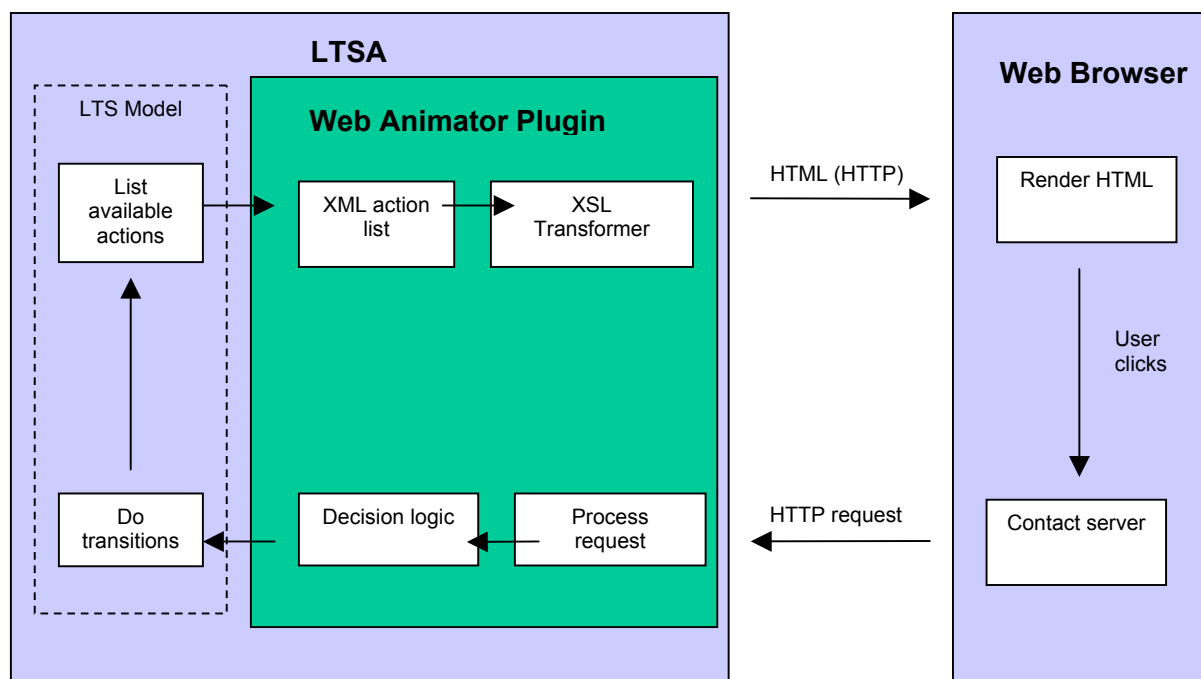 LTSA
Web Browser
LTS Model
Web Animator Plugin
List
available
actions
XML action
list
XSL
Transformer
HTML (HTTP)
Render HTML
User
clicks
Do
transitions
Decision logic
Process
request
HTTP request
Contact server